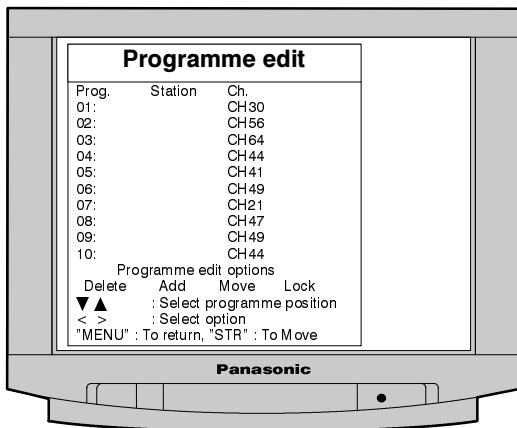 Programme edit
Prog. Station Ch.
01: CH30
02: CH56
03: CH64
04: CH44
05: CH41
06: CH49
07: CH21
08: CH47
09: CH49
10: CH44
Programme edit options
Delete Add Move Lock
▼▲ : Select programme position
< > : Select option
"MENU" : To return, "STR" : To Move
Panasonic